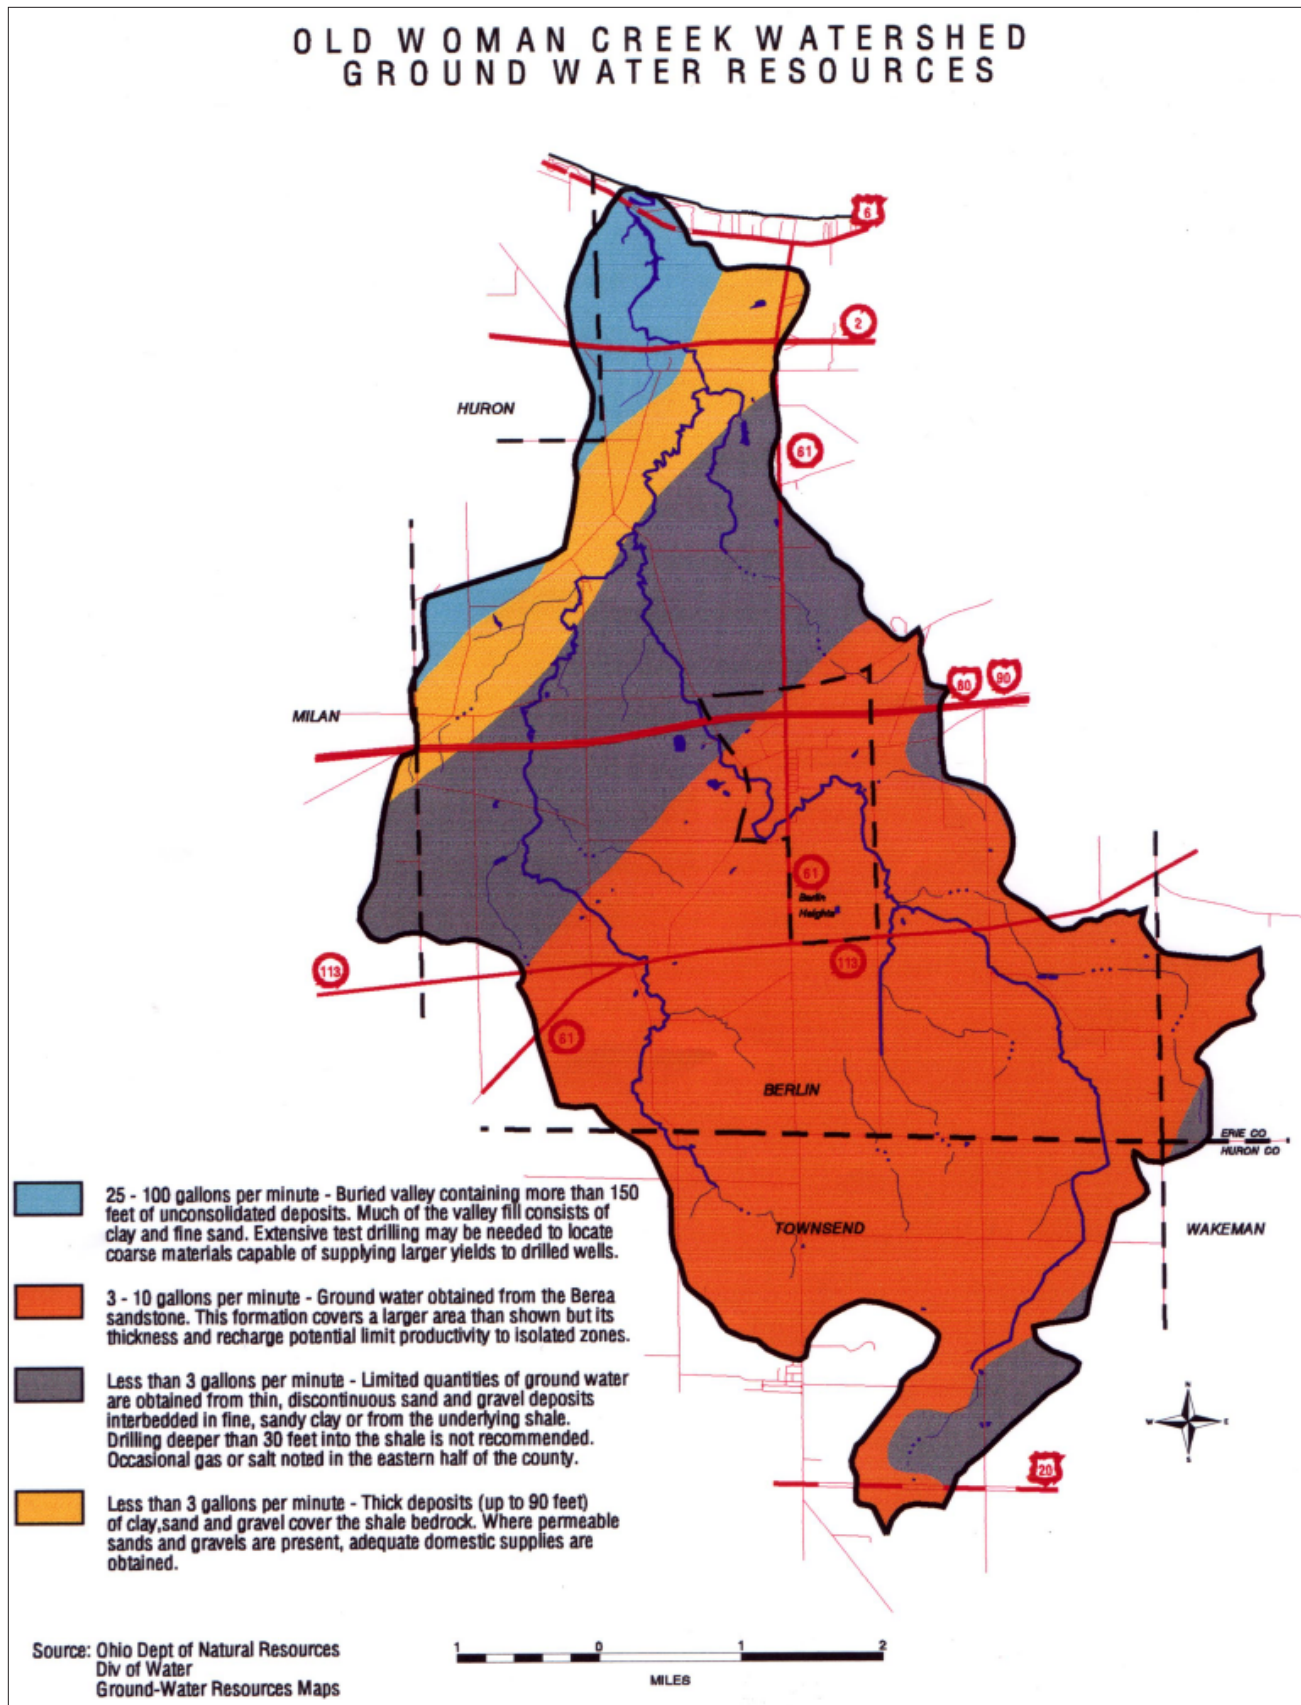 OLD WOMAN CREEK WATERSHED
GROUND WATER RESOURCES
6
2
HURON
61
80
90
MILAN
61
Berlin
Heights
113
113
61
BERLIN
ERIE CO
HURON CO
TOWNSEND
WAKEMAN
25 - 100 gallons per minute - Buried valley containing more than 150
feet of unconsolidated deposits. Much of the valley fill consists of
clay and fine sand. Extensive test drilling may be needed to locate
coarse materials capable of supplying larger yields to drilled wells.
3 - 10 gallons per minute - Ground water obtained from the Berea
sandstone. This formation covers a larger area than shown but its
thickness and recharge potential limit productivity to isolated zones.
Less than 3 gallons per minute - Limited quantities of ground water
are obtained from thin, discontinuous sand and gravel deposits
interbedded in fine, sandy clay or from the underlying shale.
Drilling deeper than 30 feet into the shale is not recommended.
Occasional gas or salt noted in the eastern half of the county.
N
W E
S
20
Less than 3 gallons per minute - Thick deposits (up to 90 feet)
of clay,sand and gravel cover the shale bedrock. Where permeable
sands and gravels are present, adequate domestic supplies are
obtained.
Source: Ohio Dept of Natural Resources
Div of Water
Ground-Water Resources Maps
1 0 1 2
MILES